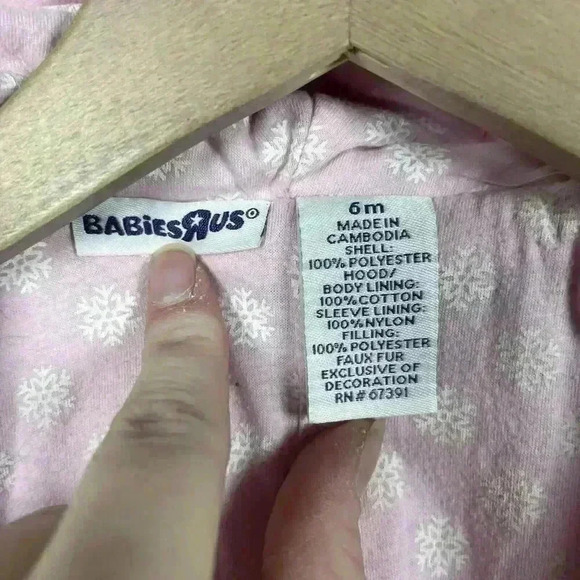 BABIESRUS®
6m
MADE IN
CAMBODIA
SHELL:
100% POLYESTER
HOOD/
BODY LINING:
100% COTTON
SLEEVE LINING:
100% NYLON
FILLING:
100% POLYESTER
FAUX FUR
EXCLUSIVE OF
DECORATION
RN# 67391